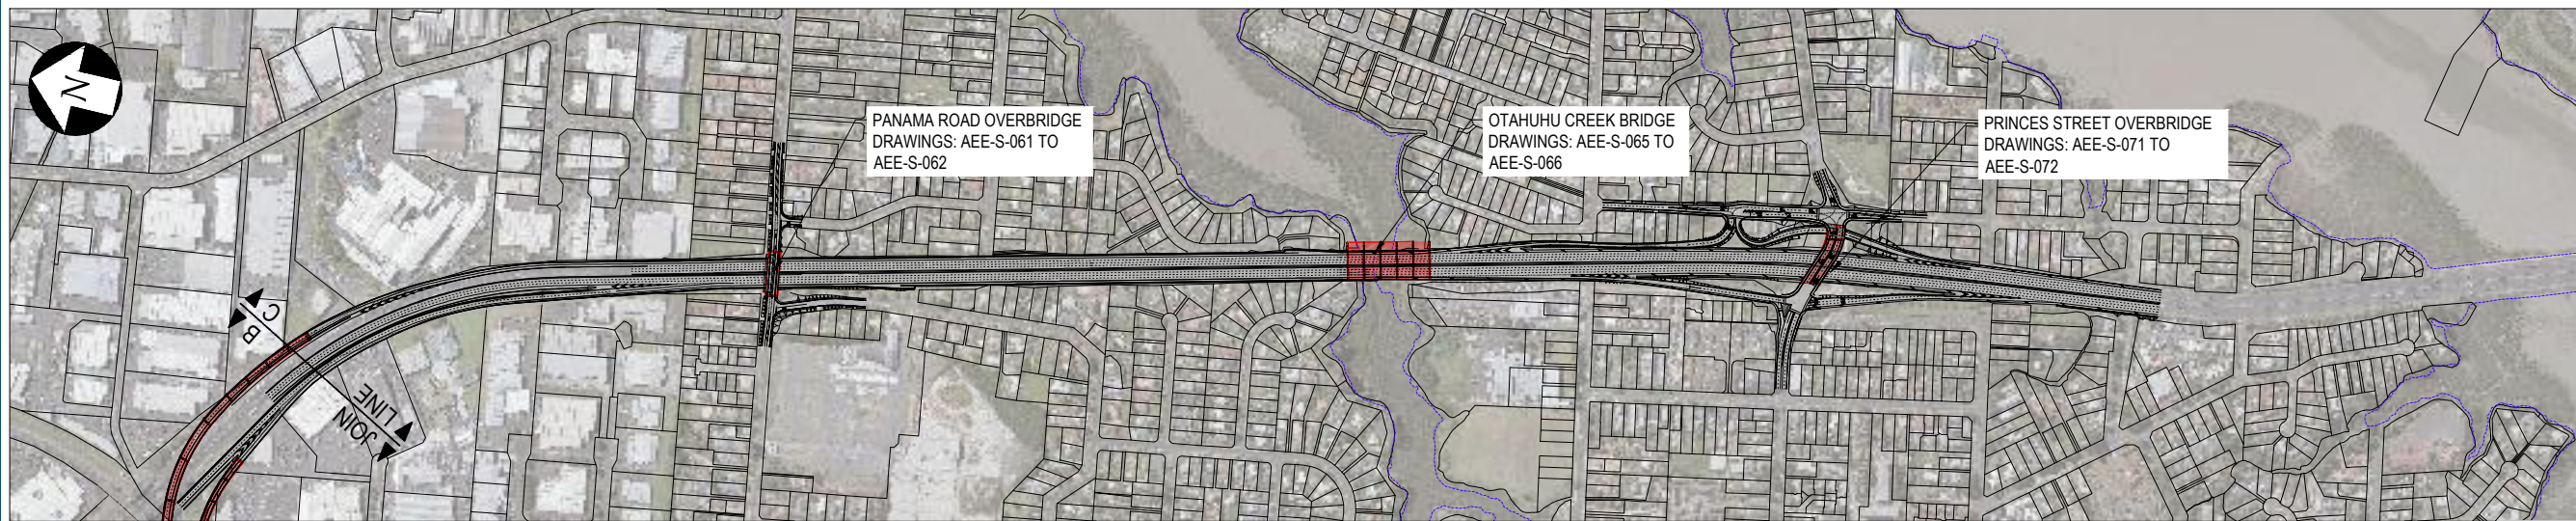 N
PANAMA ROAD OVERBRIDGE
DRAWINGS: AEE-S-061 TO
AEE-S-062
OTAHUHU CREEK BRIDGE
DRAWINGS: AEE-S-065 TO
AEE-S-066
PRINCES STREET OVERBRIDGE
DRAWINGS: AEE-S-071 TO
AEE-S-072
C
B
JOIN
LINE